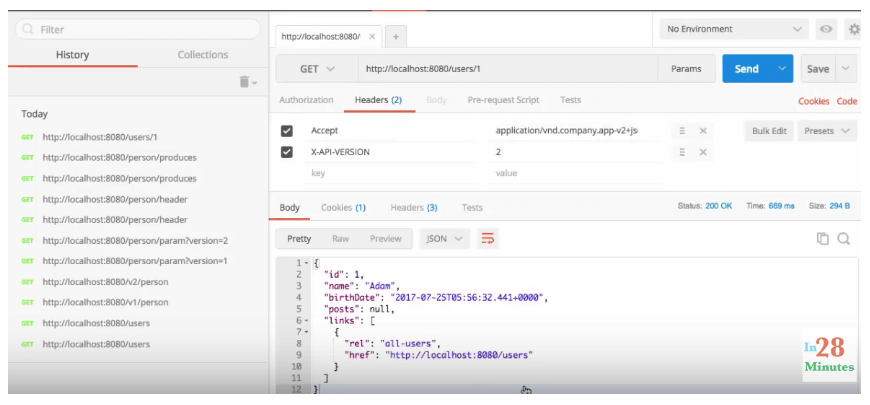 Filter
History Collections
Today
GET http://localhost:8080/users/1
GET http://localhost:8080/person/produces
GET http://localhost:8080/person/produces
GET http://localhost:8080/person/header
GET http://localhost:8080/person/header
GET http://localhost:8080/person/param?version=2
GET http://localhost:8080/person/param?version=1
GET http://localhost:8080/v2/person
GET http://localhost:8080/v1/person
GET http://localhost:8080/users
GET http://localhost:8080/users
http://localhost:8080/ × +
No Environment
GET http://localhost:8080/users/1 Params Send Save
Authorization Headers (2) Body Pre-request Script Tests Cookies Code
Accept application/vnd.company.app-v2+js Bulk Edit Presets
X-API-VERSION 2
key value
Body Cookies (1) Headers (3) Tests Status: 200 OK Time: 669 ms Size: 294 B
Pretty Raw Preview JSON
1 {
2 "id": 1,
3 "name": "Adam",
4 "birthDate": "2017-07-25T05:56:32.441+0000",
5 "posts": null,
6 "links": [
7 {
8 "rel": "all-users",
9 "href": "http://localhost:8080/users"
10 }
11 ]
12 }
In28
Minutes